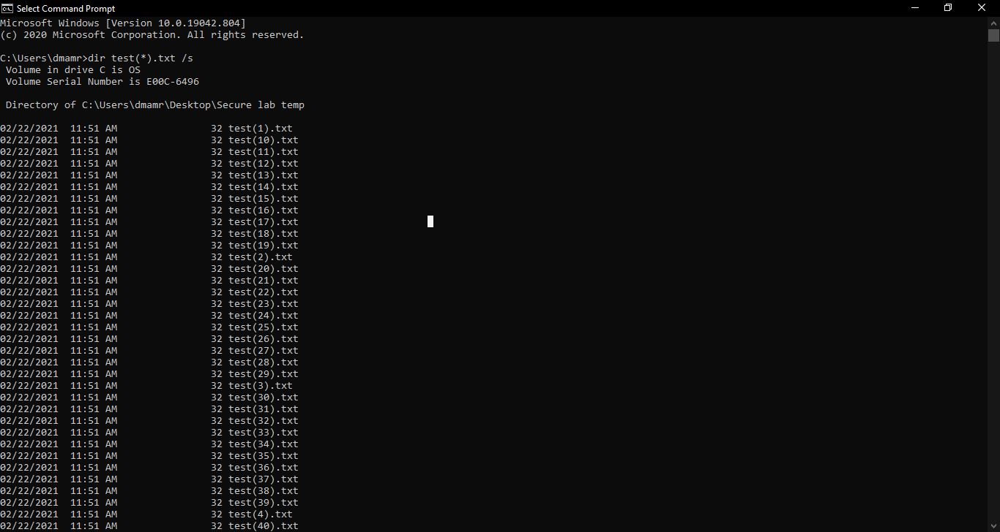 Select Command Prompt
Microsoft Windows [Version 10.0.19042.804]
(c) 2020 Microsoft Corporation. All rights reserved.
C:\Users\dmamr>dir test(*).txt /s
Volume in drive C is OS
Volume Serial Number is E00C-6496
Directory of C:\Users\dmamr\Desktop\Secure lab temp
02/22/2021  11:51 AM                32 test(1).txt
02/22/2021  11:51 AM                32 test(10).txt
02/22/2021  11:51 AM                32 test(11).txt
02/22/2021  11:51 AM                32 test(12).txt
02/22/2021  11:51 AM                32 test(13).txt
02/22/2021  11:51 AM                32 test(14).txt
02/22/2021  11:51 AM                32 test(15).txt
02/22/2021  11:51 AM                32 test(16).txt
02/22/2021  11:51 AM                32 test(17).txt
02/22/2021  11:51 AM                32 test(18).txt
02/22/2021  11:51 AM                32 test(19).txt
02/22/2021  11:51 AM                32 test(2).txt
02/22/2021  11:51 AM                32 test(20).txt
02/22/2021  11:51 AM                32 test(21).txt
02/22/2021  11:51 AM                32 test(22).txt
02/22/2021  11:51 AM                32 test(23).txt
02/22/2021  11:51 AM                32 test(24).txt
02/22/2021  11:51 AM                32 test(25).txt
02/22/2021  11:51 AM                32 test(26).txt
02/22/2021  11:51 AM                32 test(27).txt
02/22/2021  11:51 AM                32 test(28).txt
02/22/2021  11:51 AM                32 test(29).txt
02/22/2021  11:51 AM                32 test(3).txt
02/22/2021  11:51 AM                32 test(30).txt
02/22/2021  11:51 AM                32 test(31).txt
02/22/2021  11:51 AM                32 test(32).txt
02/22/2021  11:51 AM                32 test(33).txt
02/22/2021  11:51 AM                32 test(34).txt
02/22/2021  11:51 AM                32 test(35).txt
02/22/2021  11:51 AM                32 test(36).txt
02/22/2021  11:51 AM                32 test(37).txt
02/22/2021  11:51 AM                32 test(38).txt
02/22/2021  11:51 AM                32 test(39).txt
02/22/2021  11:51 AM                32 test(4).txt
02/22/2021  11:51 AM                32 test(40).txt